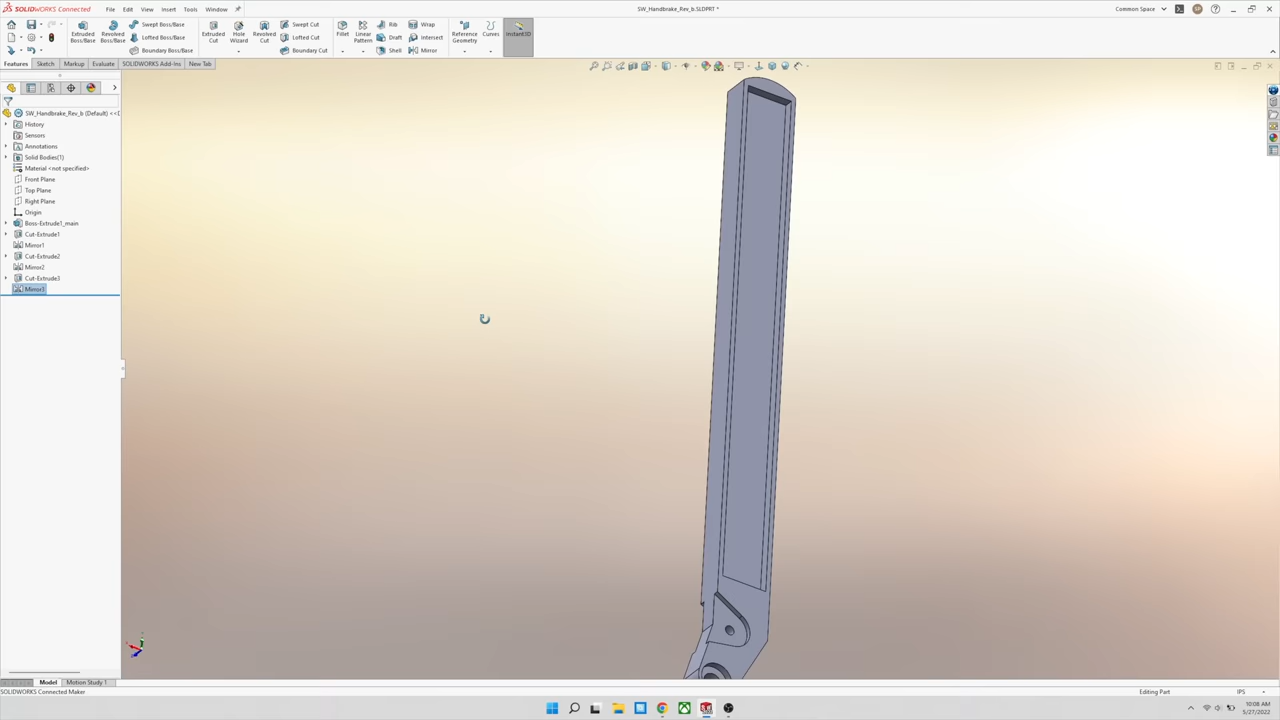 SOLIDWORKS Connected
File Edit View Insert Tools Window
SW_Handbrake_Rev_b.SLDPRT *
Common Space
SP
Extruded Boss/Base
Revolved Boss/Base
Swept Boss/Base
Lofted Boss/Base
Boundary Boss/Base
Extruded Cut
Hole Wizard
Revolved Cut
Swept Cut
Lofted Cut
Boundary Cut
Fillet
Linear Pattern
Rib
Draft
Shell
Wrap
Intersect
Mirror
Reference Geometry
Curves
Instant3D
Features Sketch Markup Evaluate SOLIDWORKS Add-Ins New Tab
SW_Handbrake_Rev_b (Default) <<D
History
Sensors
Annotations
Solid Bodies(1)
Material <not specified>
Front Plane
Top Plane
Right Plane
Origin
Boss-Extrude1_main
Cut-Extrude1
Mirror1
Cut-Extrude2
Mirror2
Cut-Extrude3
Mirror3
Model Motion Study 1
SOLIDWORKS Connected Maker
Editing Part
IPS
10:08 AM
5/27/2022